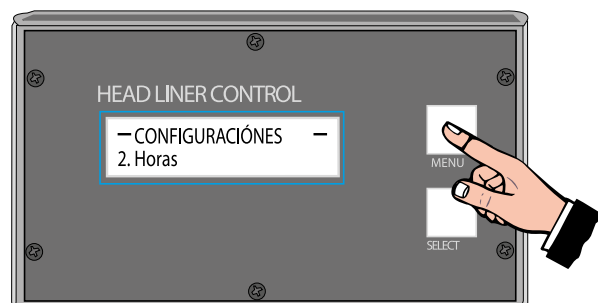 HEAD LINER CONTROL
– CONFIGURACIÓNES –
2. Horas
MENU
SELECT